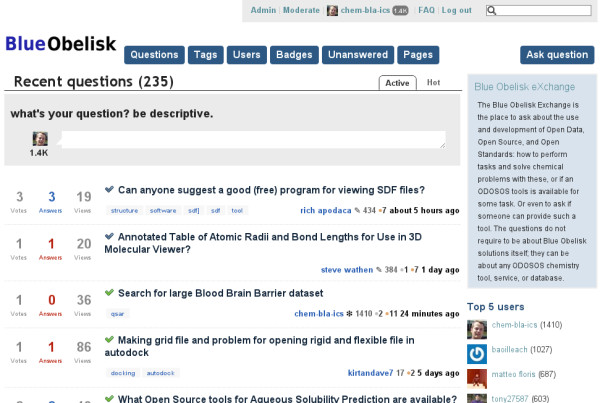 Admin Moderate chem-bla-ics 1.4K FAQ Log out
BlueObelisk
Questions Tags Users Badges Unanswered Pages Ask question
Recent questions (235) Active Hot
what's your question? be descriptive.
1.4K
3 3 19 Can anyone suggest a good (free) program for viewing SDF files?
Votes Answers Views structure software sdf] sdf tool rich apodaca 434 •7 about 5 hours ago
1 1 20 Annotated Table of Atomic Radii and Bond Lengths for Use in 3D
Molecular Viewer?
Votes Answers Views
steve wathen 384 •1 •7 1 day ago
1 0 36 Search for large Blood Brain Barrier dataset
Votes Answers Views qsar chem-bla-ics 1410 •2 •11 24 minutes ago
1 1 86 Making grid file and problem for opening rigid and flexible file in
autodock
Votes Answers Views
docking autodock kirtandave7 17 •2 5 days ago
What Open Source tools for Aqueous Solubility Prediction are available?
Blue Obelisk eXchange
The Blue Obelisk Exchange is
the place to ask about the use
and development of Open Data,
Open Source, and Open
Standards: how to perform
tasks and solve chemical
problems with these, or if an
ODOSOS tools is available for
some task. Or even to ask if
someone can provide such a
tool. The questions do not
require to be about Blue Obelisk
solutions itself; they can be
about any ODOSOS chemistry
tool, service, or database.
Top 5 users
chem-bla-ics (1410)
baoilleach (1027)
matteo floris (687)
tony27587 (603)